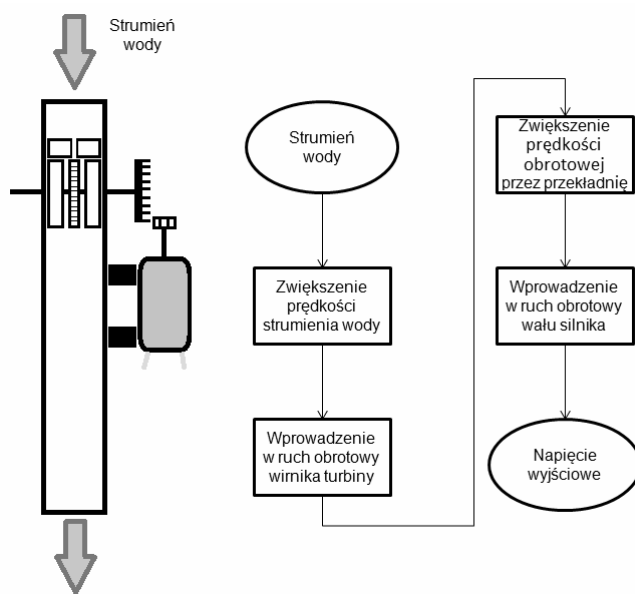 Strumień
wody
Strumień
wody
Zwiększenie
prędkości
strumienia wody
Wprowadzenie
w ruch obrotowy
wirnika turbiny
Zwiększenie
prędkości
obrotowej
przez przekładnię
Wprowadzenie
w ruch obrotowy
wału silnika
Napięcie
wyjściowe